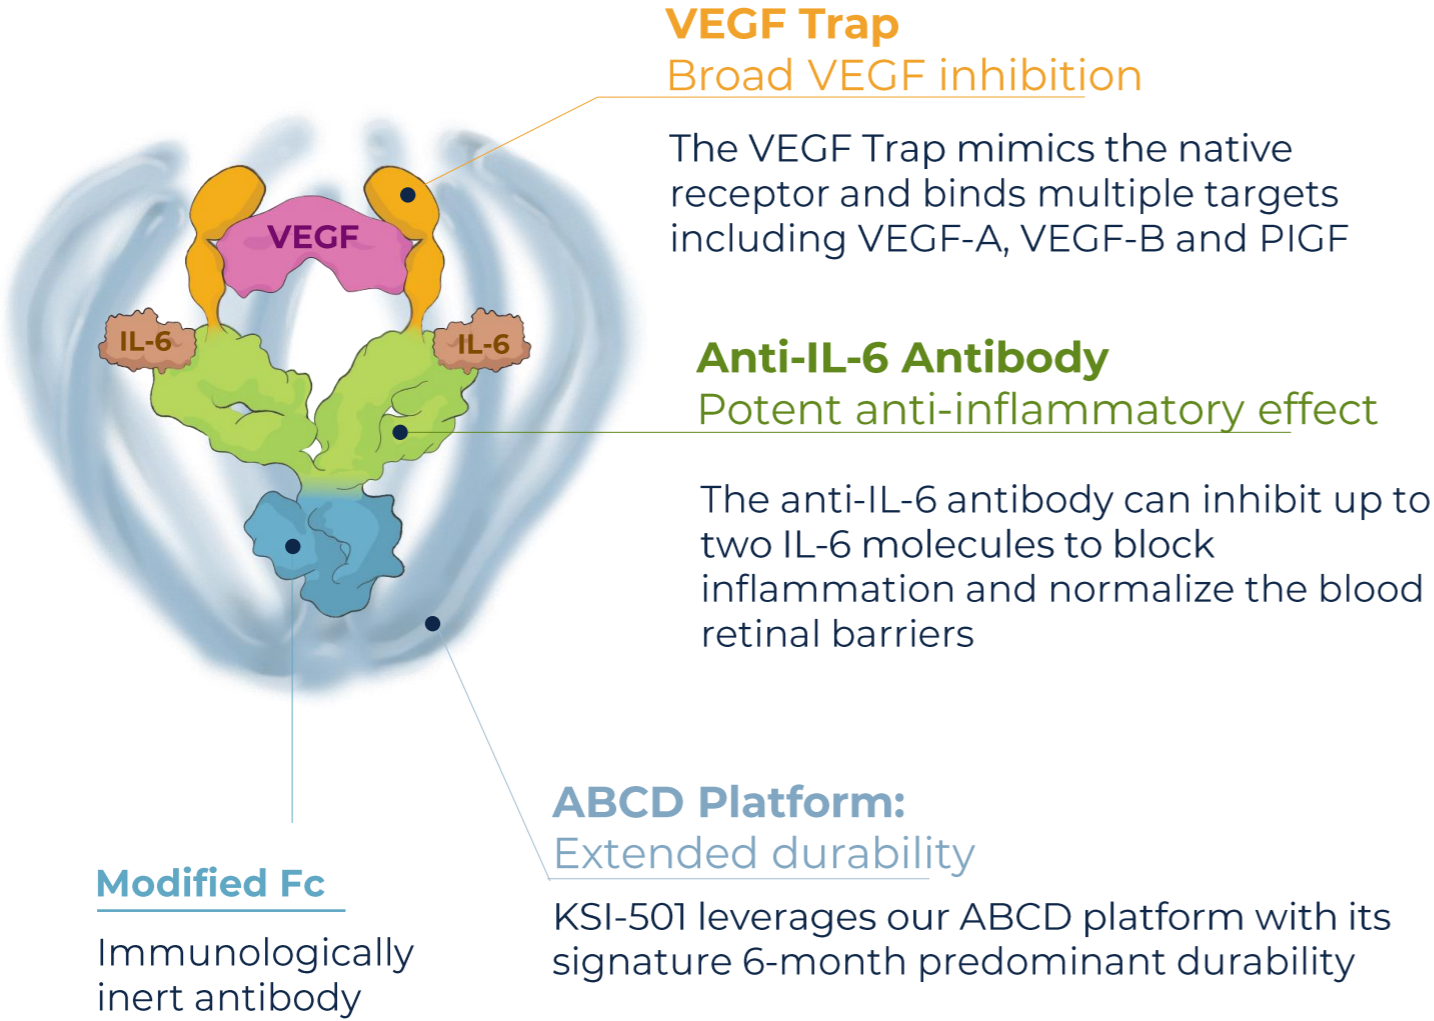 VEGF Trap
Broad VEGF inhibition
The VEGF Trap mimics the native
receptor and binds multiple targets
including VEGF-A, VEGF-B and PIGF
VEGF
IL-6
IL-6
Anti-IL-6 Antibody
Potent anti-inflammatory effect
The anti-IL-6 antibody can inhibit up to
two IL-6 molecules to block
inflammation and normalize the blood
retinal barriers
ABCD Platform:
Extended durability
KSI-501 leverages our ABCD platform with its
signature 6-month predominant durability
Modified Fc
Immunologically
inert antibody